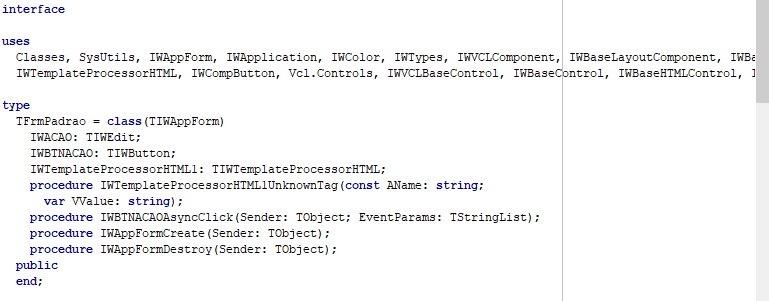 interface
uses
Classes, SysUtils, IWAppForm, IWApplication, IWColor, IWTypes, IWVCLComponent, IWBaseLayoutComponent, IWBa
IWTemplateProcessorHTML, IWCompButton, Vcl.Controls, IWVCLBaseControl, IWBaseControl, IWBaseHTMLControl, I
type
TFrmPadrao = class(TIWAppForm)
IWACAO: TIWEdit;
IWBTNACAO: TIWButton;
IWTemplateProcessorHTML1: TIWTemplateProcessorHTML;
procedure IWTemplateProcessorHTML1UnknownTag(const AName: string;
var VValue: string);
procedure IWBTNACAOAsyncClick(Sender: TObject; EventParams: TStringList);
procedure IWAppFormCreate(Sender: TObject);
procedure IWAppFormDestroy(Sender: TObject);
public
end;